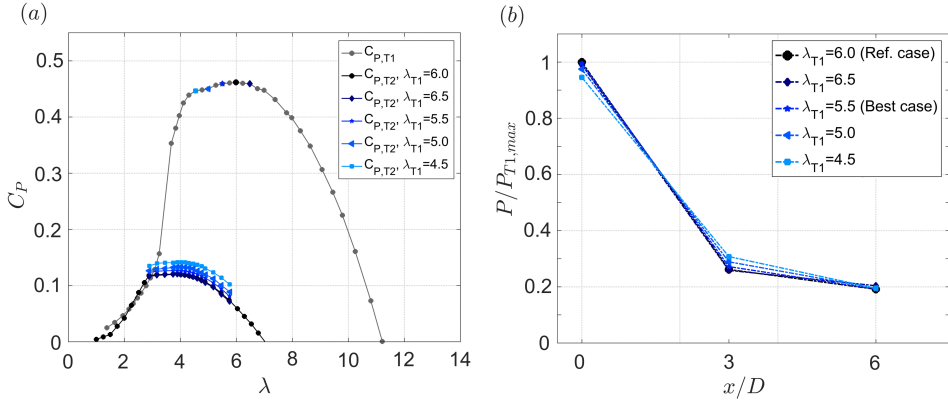 (a)
0.5
0.4
0.3
0.2
0.1
0
C_P
0 2 4 6 8 10 12 14
λ
C_P,T1
C_P,T2, λ_T1=6.0
C_P,T2, λ_T1=6.5
C_P,T2, λ_T1=5.5
C_P,T2, λ_T1=5.0
C_P,T2, λ_T1=4.5
(b)
1
0.8
0.6
0.4
0.2
0
P/P_T1,max
0 3 6
x/D
λ_T1=6.0 (Ref. case)
λ_T1=6.5
λ_T1=5.5 (Best case)
λ_T1=5.0
λ_T1=4.5